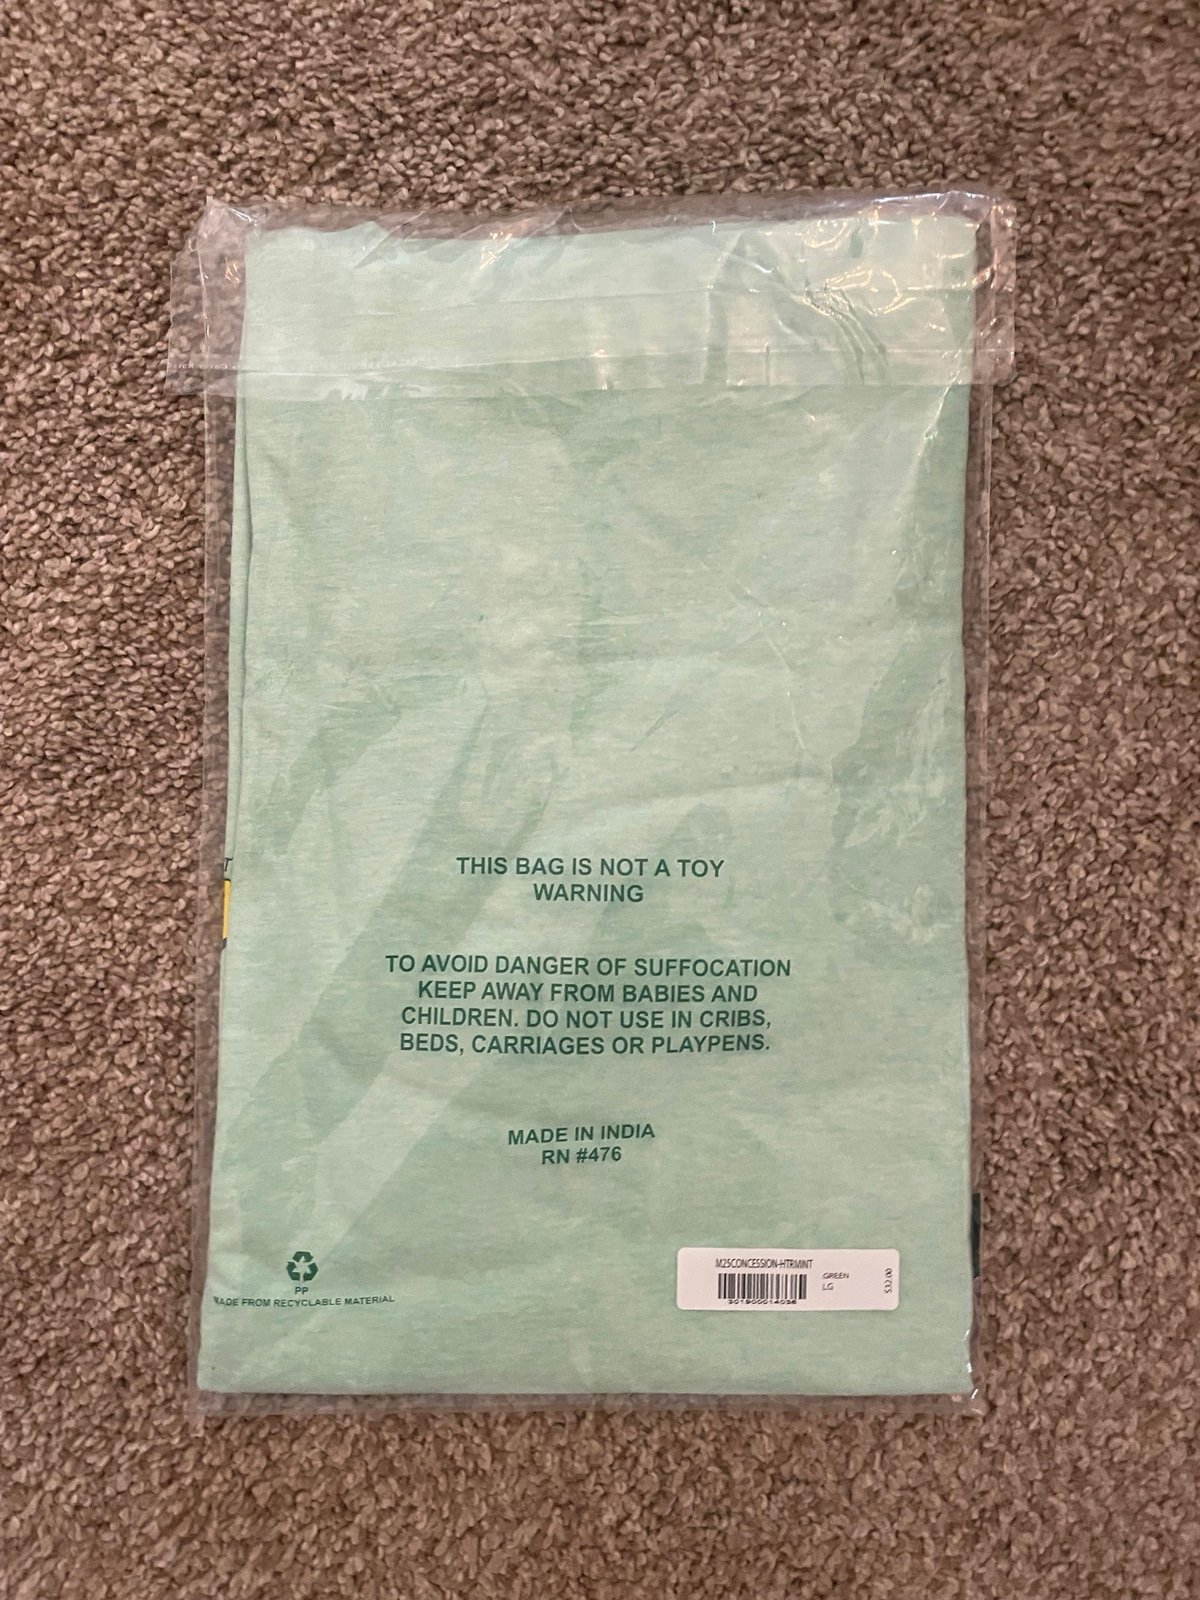 THIS BAG IS NOT A TOY
WARNING
TO AVOID DANGER OF SUFFOCATION
KEEP AWAY FROM BABIES AND
CHILDREN. DO NOT USE IN CRIBS,
BEDS, CARRIAGES OR PLAYPENS.
MADE IN INDIA
RN #476
PP
MADE FROM RECYCLABLE MATERIAL
M25CONCESSION-HTRMINT
GREEN
LG
$32.00
301900014036